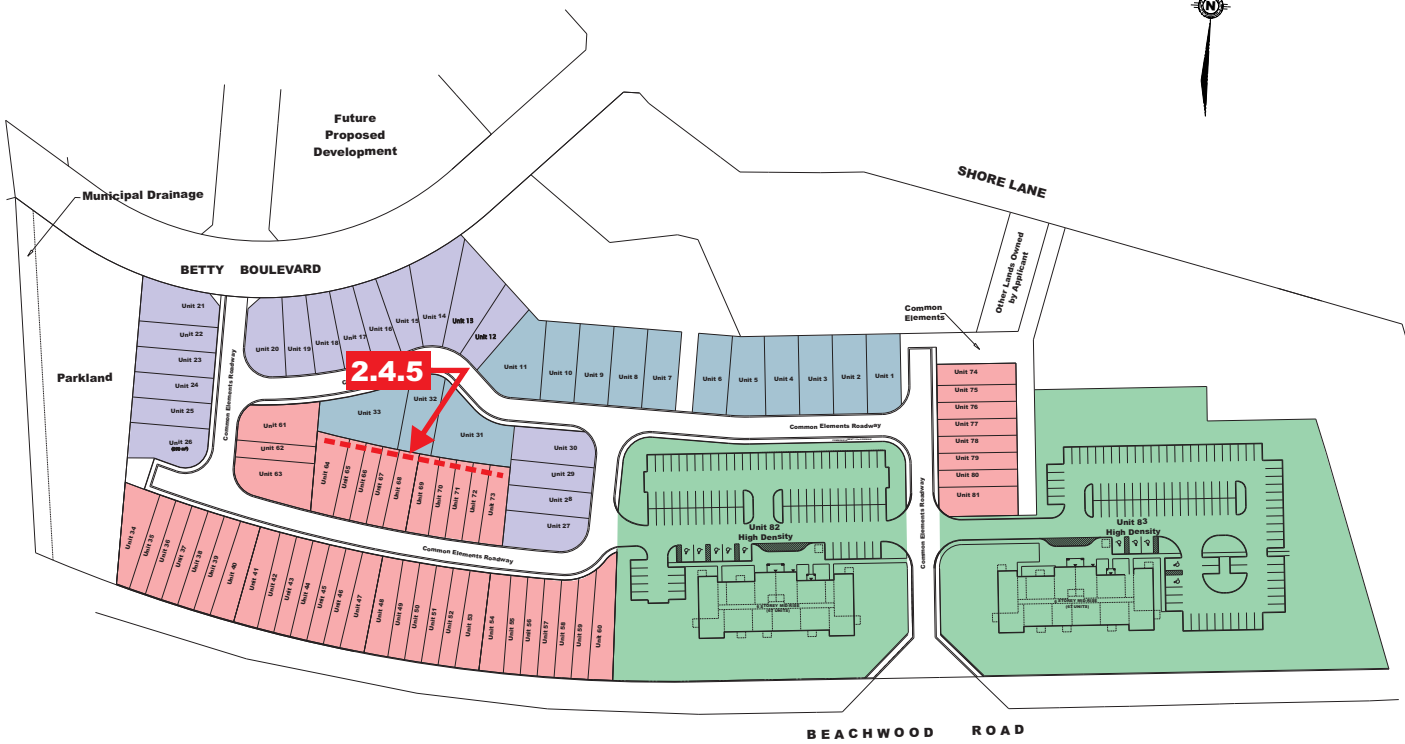 N
Future
Proposed
Development
SHORE LANE
Municipal Drainage
Other Lands Owned
by Applicant
BETTY BOULEVARD
Common
Elements
Parkland
Unit 21
Unit 22
Unit 23
Unit 24
Unit 25
Unit 26
Common Elements Roadway
Unit 20
Unit 19
Unit 18
Unit 17
Unit 16
Unit 15
Unit 14
Unit 13
Unit 12
Unit 11
Unit 10
Unit 9
Unit 8
Unit 7
Unit 6
Unit 5
Unit 4
Unit 3
Unit 2
Unit 1
2.4.5
Unit 33
Unit 32
Unit 31
Unit 61
Unit 62
Unit 63
Unit 64
Unit 65
Unit 66
Unit 67
Unit 68
Unit 69
Unit 70
Unit 71
Unit 72
Unit 73
Unit 30
Unit 29
Unit 28
Unit 27
Common Elements Roadway
Unit 74
Unit 75
Unit 76
Unit 77
Unit 78
Unit 79
Unit 80
Unit 81
Common Elements Roadway
Unit 82
High Density
Unit 83
High Density
Common Elements Roadway
Unit 34
Unit 35
Unit 36
Unit 37
Unit 38
Unit 39
Unit 40
Unit 41
Unit 42
Unit 43
Unit 44
Unit 45
Unit 46
Unit 47
Unit 48
Unit 49
Unit 50
Unit 51
Unit 52
Unit 53
Unit 54
Unit 55
Unit 56
Unit 57
Unit 58
Unit 59
Unit 60
BEACHWOOD ROAD